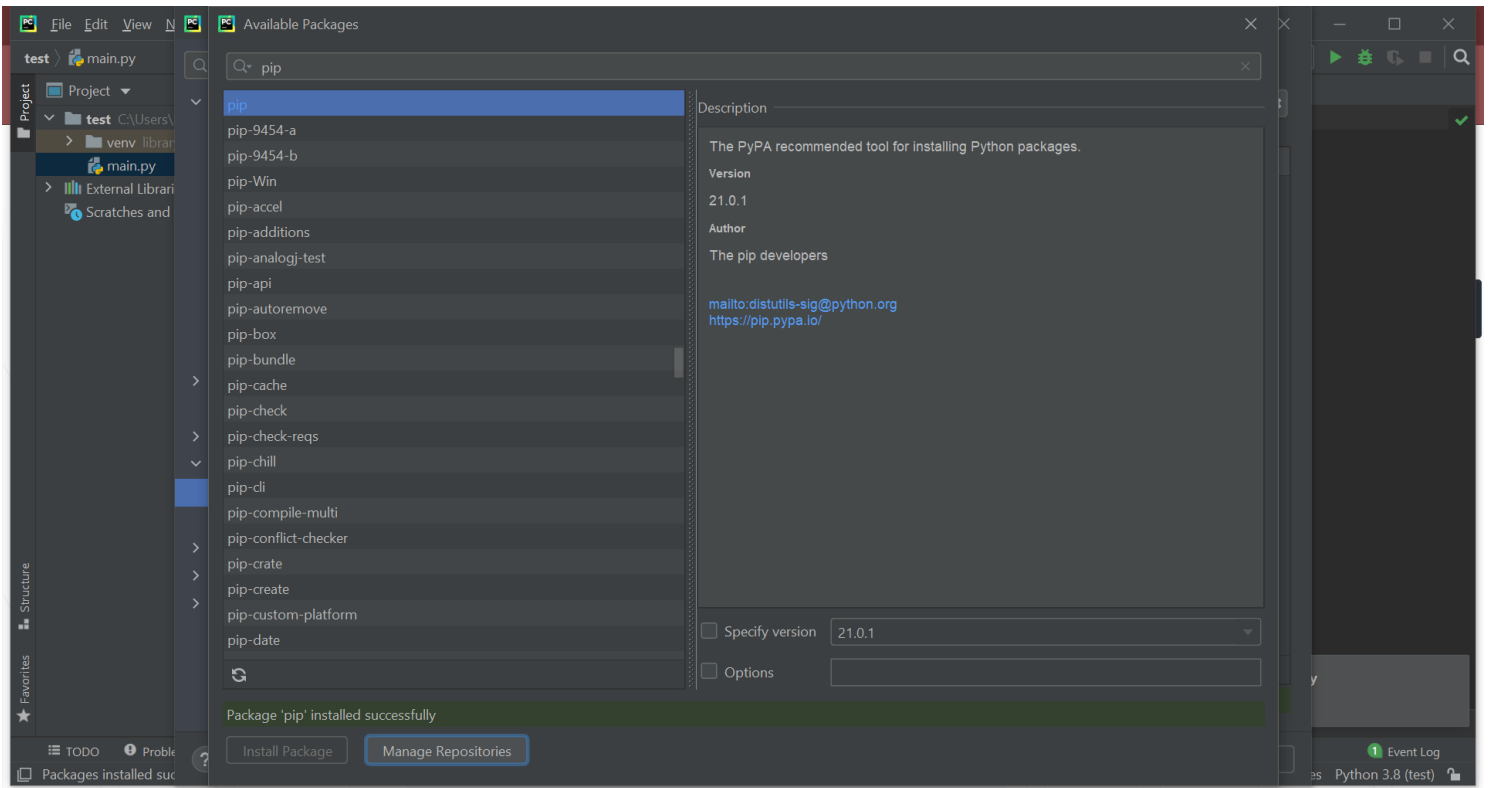 File Edit View N
Available Packages
test main.py
pip
Project
Project
test C:\Users\
venv librar
main.py
External Librari
Scratches and
Structure
Favorites
pip
pip-9454-a
pip-9454-b
pip-Win
pip-accel
pip-additions
pip-analogj-test
pip-api
pip-autoremove
pip-box
pip-bundle
pip-cache
pip-check
pip-check-reqs
pip-chill
pip-cli
pip-compile-multi
pip-conflict-checker
pip-crate
pip-create
pip-custom-platform
pip-date
Description
The PyPA recommended tool for installing Python packages.
Version
21.0.1
Author
The pip developers
mailto:distutils-sig@python.org
https://pip.pypa.io/
Specify version 21.0.1
Options
Package 'pip' installed successfully
Install Package Manage Repositories
y
TODO Proble
? 
1 Event Log
Packages installed suc
es Python 3.8 (test)